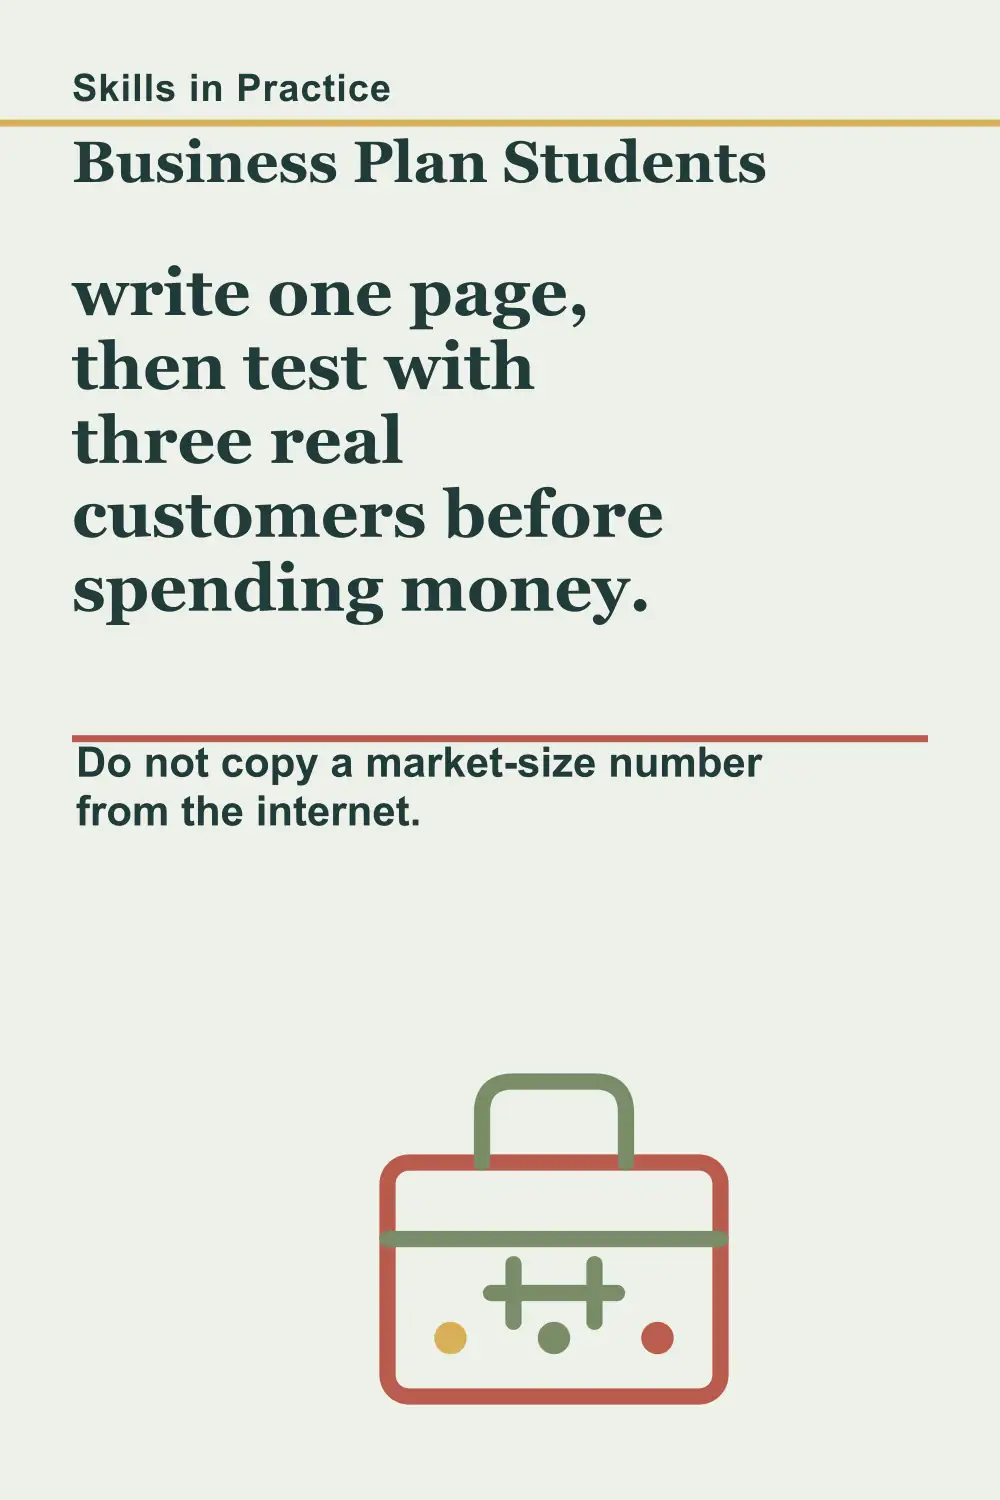 Skills in Practice
Business Plan Students
write one page,
then test with
three real
customers before
spending money.
Do not copy a market-size number
from the internet.